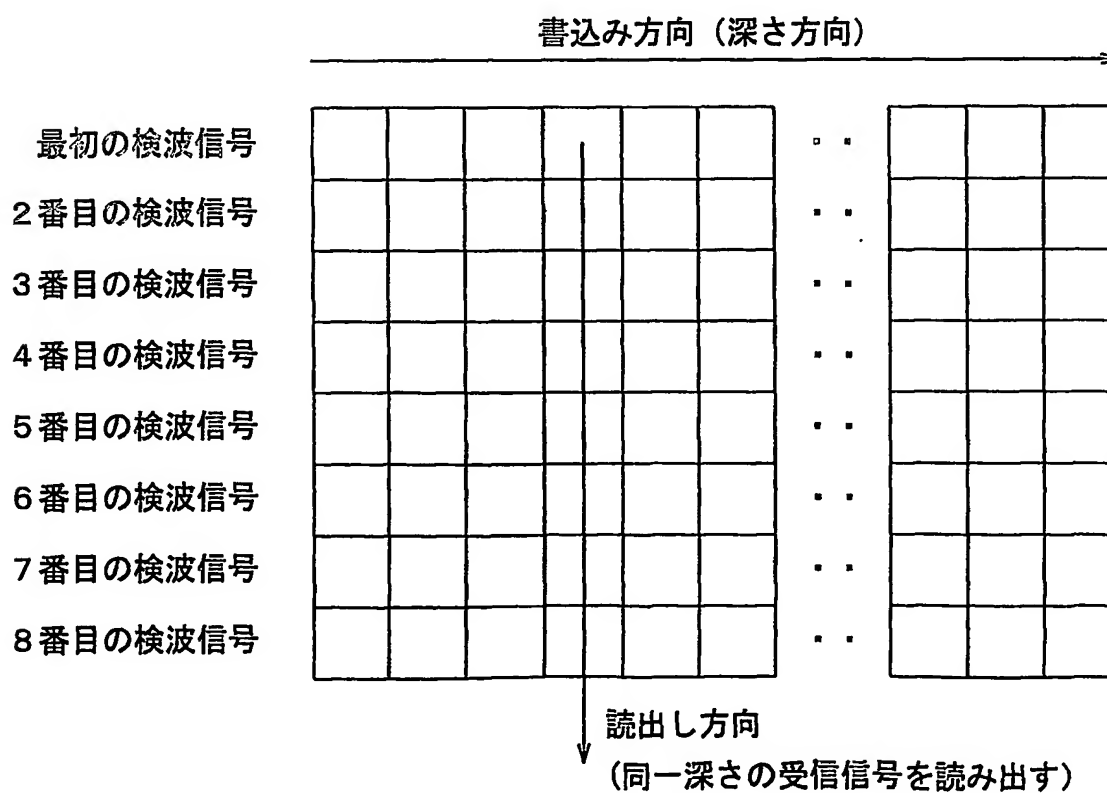 書込み方向（深さ方向）
最初の検波信号
２番目の検波信号
３番目の検波信号
４番目の検波信号
５番目の検波信号
６番目の検波信号
７番目の検波信号
８番目の検波信号
読出し方向
（同一深さの受信信号を読み出す）